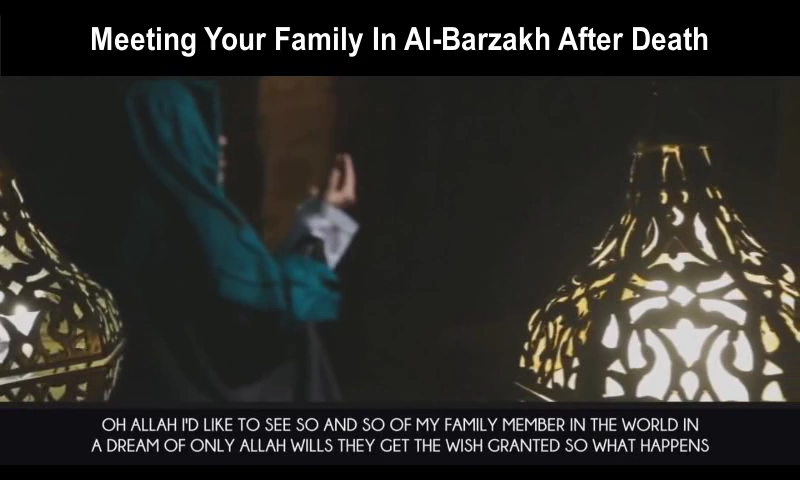 Meeting Your Family In Al-Barzakh After Death
OH ALLAH I'D LIKE TO SEE SO AND SO OF MY FAMILY MEMBER IN THE WORLD IN
A DREAM OF ONLY ALLAH WILLS THEY GET THE WISH GRANTED SO WHAT HAPPENS